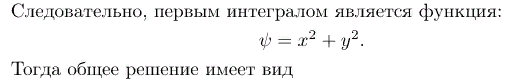 Следовательно, первым интегралом является функция:
ψ = x² + y².
Тогда общее решение имеет вид